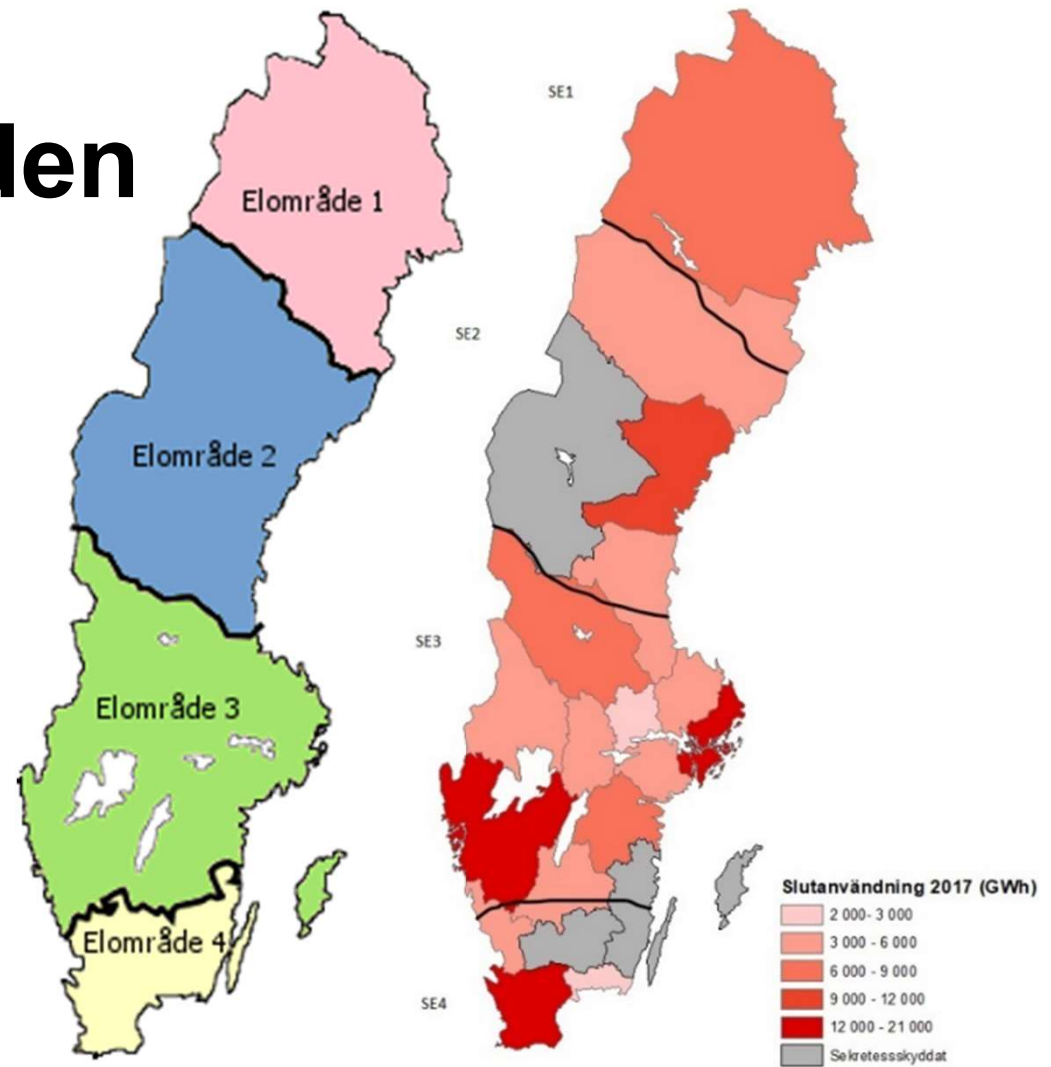 den
Elområde 1
Elområde 2
Elområde 3
Elområde 4
SE1
SE2
SE3
SE4
Slutanvändning 2017 (GWh)
2 000- 3 000
3 000 - 6 000
6 000 - 9 000
9 000 - 12 000
12 000 - 21 000
Sekretessskyddat